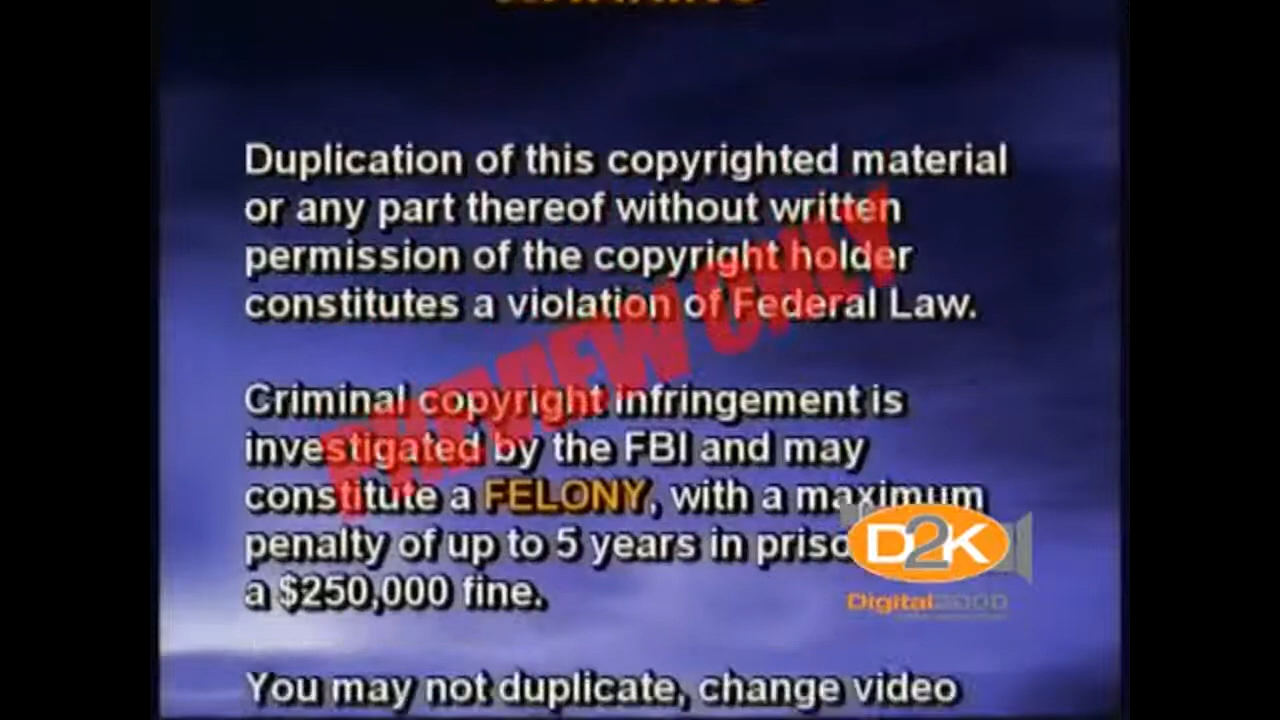 WARNING
Duplication of this copyrighted material
or any part thereof without written
permission of the copyright holder
constitutes a violation of Federal Law.
Criminal copyright infringement is
investigated by the FBI and may
constitute a FELONY, with a maximum
penalty of up to 5 years in priso
a $250,000 fine.
You may not duplicate, change video
PREVIEW ONLY
D2K
Digital2000